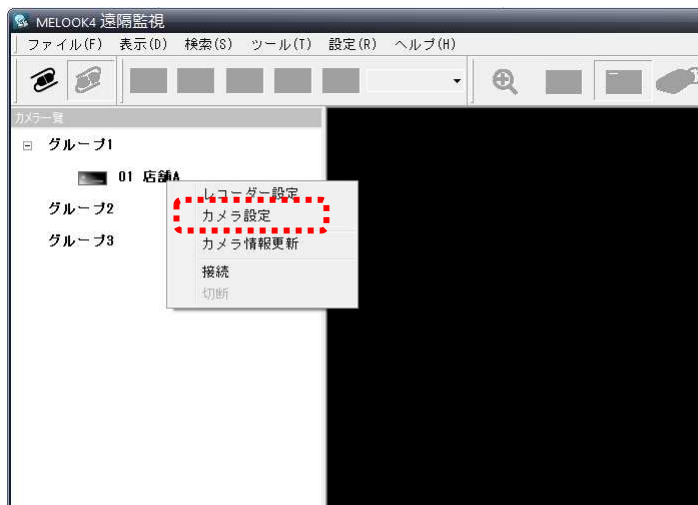 MELOOK4 遠隔監視
ファイル(F) 表示(D) 検索(S) ツール(T) 設定(R) ヘルプ(H)
カメラ一覧
グループ1
01 店舗A
グループ2
グループ3
レコーダー設定
カメラ設定
カメラ情報更新
接続
切断